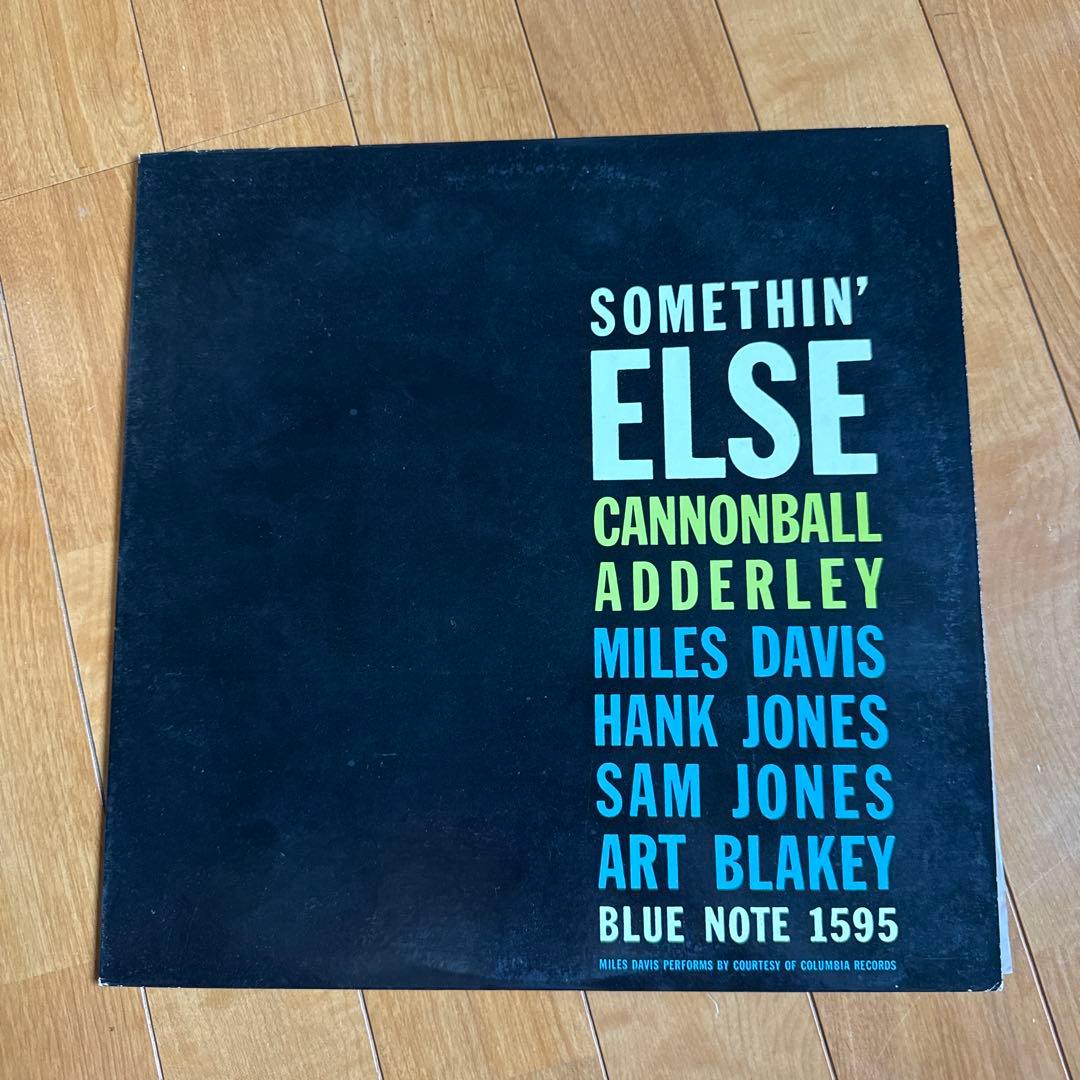 SOMETHIN’
ELSE
CANNONBALL
ADDERLEY
MILES DAVIS
HANK JONES
SAM JONES
ART BLAKEY
BLUE NOTE 1595
MILES DAVIS PERFORMS BY COURTESY OF COLUMBIA RECORDS